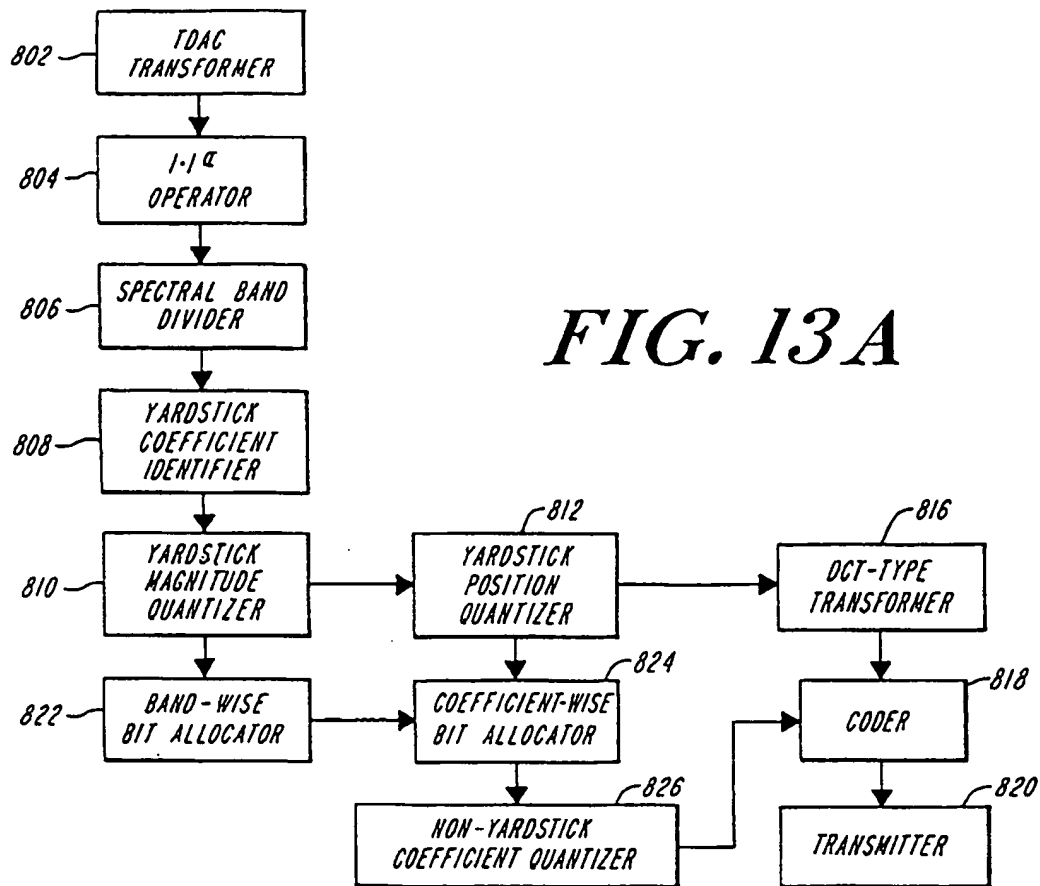 802
TDAC
TRANSFORMER
804
|·|α
OPERATOR
806
SPECTRAL BAND
DIVIDER
FIG. 13A
808
YARDSTICK
COEFFICIENT
IDENTIFIER
810
YARDSTICK
MAGNITUDE
QUANTIZER
812
YARDSTICK
POSITION
QUANTIZER
816
DCT-TYPE
TRANSFORMER
822
BAND-WISE
BIT ALLOCATOR
824
COEFFICIENT-WISE
BIT ALLOCATOR
818
CODER
826
NON-YARDSTICK
COEFFICIENT QUANTIZER
820
TRANSMITTER